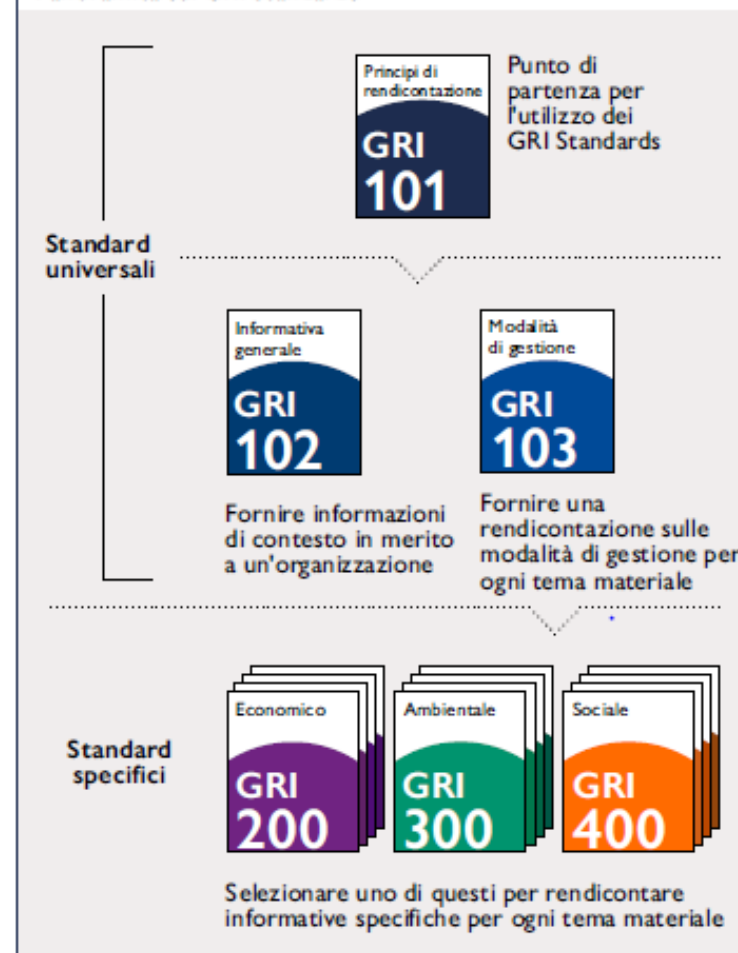 Principi di
rendicontazione
GRI
101
Punto di
partenza per
l'utilizzo dei
GRI Standards
Standard
universali
Informativa
generale
GRI
102
Modalità
di gestione
GRI
103
Fornire informazioni
di contesto in merito
a un'organizzazione
Fornire una
rendicontazione sulle
modalità di gestione per
ogni tema materiale
Standard
specifici
Economico
GRI
200
Ambientale
GRI
300
Sociale
GRI
400
Selezionare uno di questi per rendicontare
informative specifiche per ogni tema materiale